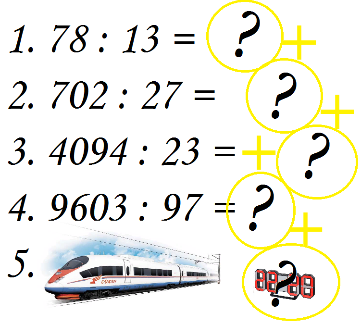 1. 78 : 13 = ? +
2. 702 : 27 = ? +
3. 4094 : 23 = + ?
4. 9603 : 97 = ? +
5. ?